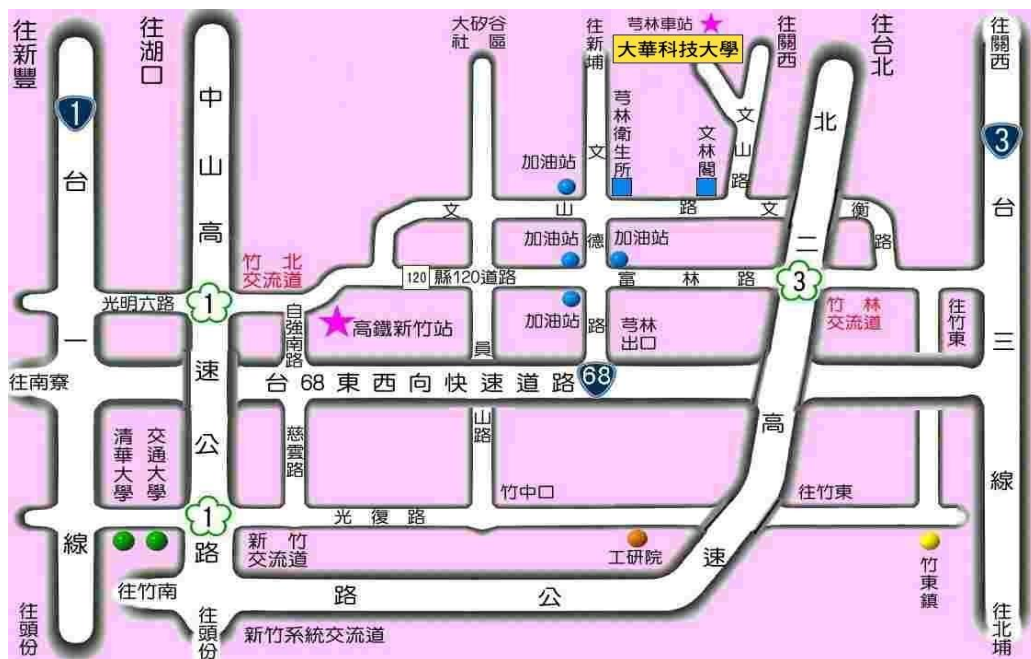 往新豐
往湖口
大矽谷
社區
往新埔
芎林車站
大華科技大學
往關西
往台北
往關西
1
台
一
線
中山高
速
公
路
芎林衛生所
文林閣
文山路
北
二
高
速
公
路
3
台
三
線
加油站
文
德
路
文 山 路 文 衡
路
竹 北
交流道
加油站
加油站
120
縣120道路
富 林 路
3
光明六路
1
自強南路
高鐵新竹站
加油站
芎林
出口
竹 林
交流道
往竹東
員
山路
往南寮
台68東西向快速道路
68
清華大學
交通大學
慈雲路
竹中口
往竹東
1
光復路
新 竹
交流道
工研院
竹東鎮
往竹南
往頭份
往頭份
新竹系統交流道
往北埔